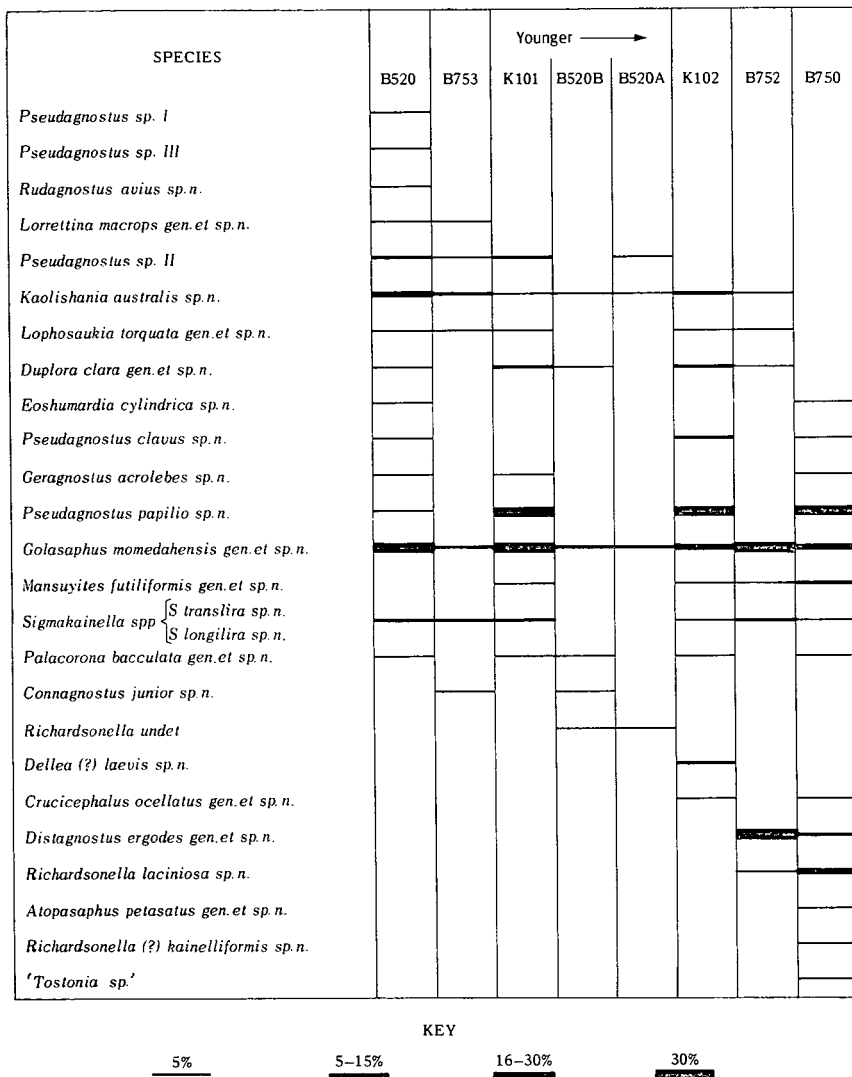 Younger
SPECIES
B520 B753 K101 B520B B520A K102 B752 B750
Pseudagnostus sp. I
Pseudagnostus sp. III
Rudagnostus avius sp.n.
Lorrettina macrops gen.et sp.n.
Pseudagnostus sp. II
Kaolishania australis sp.n.
Lophosaukia torquata gen.et sp.n.
Duplora clara gen.et sp.n.
Eoshumardia cylindrica sp.n.
Pseudagnostus clavus sp.n.
Geragnostus acrolebes sp.n.
Pseudagnostus papilio sp.n.
Golasaphus momedahensis gen.et sp.n.
Mansuyites futiliformis gen.et sp.n.
Sigmakainella spp { S translira sp.n.
S longilira sp.n.
Palacorona bacculata gen.et sp.n.
Connagnostus junior sp.n.
Richardsonella undet
Dellea (?) laevis sp.n.
Crucicephalus ocellatus gen.et sp.n.
Distagnostus ergodes gen.et sp.n.
Richardsonella laciniosa sp.n.
Atopasaphus petasatus gen.et sp.n.
Richardsonella (?) kainelliformis sp.n.
'Tostonia sp.'
KEY
5% 5–15% 16–30% 30%